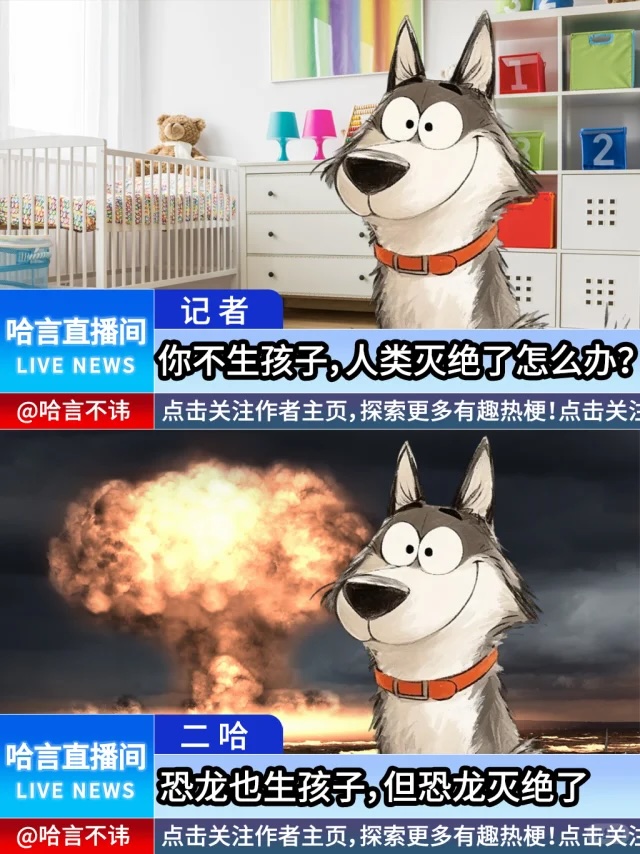 1
3
2
2
记者
哈言直播间
LIVE NEWS
你不生孩子,人类灭绝了怎么办?
@哈言不讳
点击关注作者主页,探索更多有趣热梗!点击关注
二哈
哈言直播间
LIVE NEWS
恐龙也生孩子,但恐龙灭绝了
@哈言不讳
点击关注作者主页,探索更多有趣热梗!点击关注